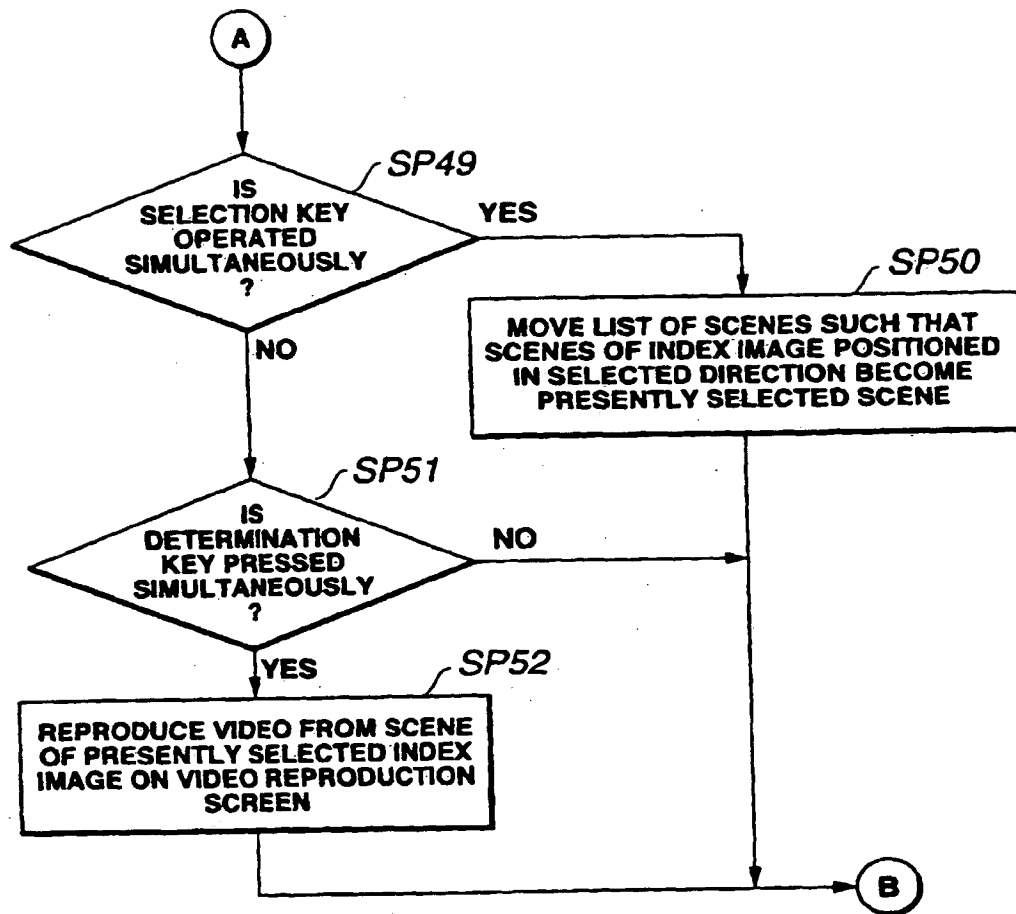 A
SP49
IS
SELECTION KEY
OPERATED
SIMULTANEOUSLY
?
YES
NO
SP50
MOVE LIST OF SCENES SUCH THAT
SCENES OF INDEX IMAGE POSITIONED
IN SELECTED DIRECTION BECOME
PRESENTLY SELECTED SCENE
SP51
IS
DETERMINATION
KEY PRESSED
SIMULTANEOUSLY
?
NO
YES
SP52
REPRODUCE VIDEO FROM SCENE
OF PRESENTLY SELECTED INDEX
IMAGE ON VIDEO REPRODUCTION
SCREEN
B